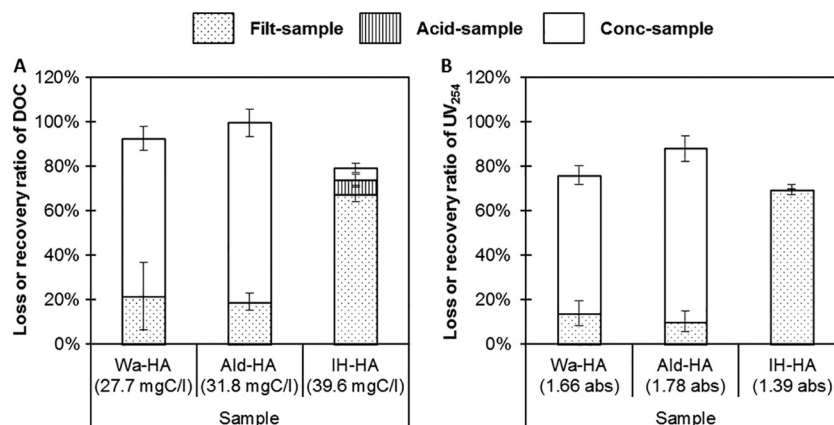 Filt-sample Acid-sample Conc-sample
A
Loss or recovery ratio of DOC
120%
100%
80%
60%
40%
20%
0%
Wa-HA Ald-HA IH-HA
(27.7 mgC/l) (31.8 mgC/l) (39.6 mgC/l)
Sample
B
Loss or recovery ratio of UV254
120%
100%
80%
60%
40%
20%
0%
Wa-HA Ald-HA IH-HA
(1.66 abs) (1.78 abs) (1.39 abs)
Sample